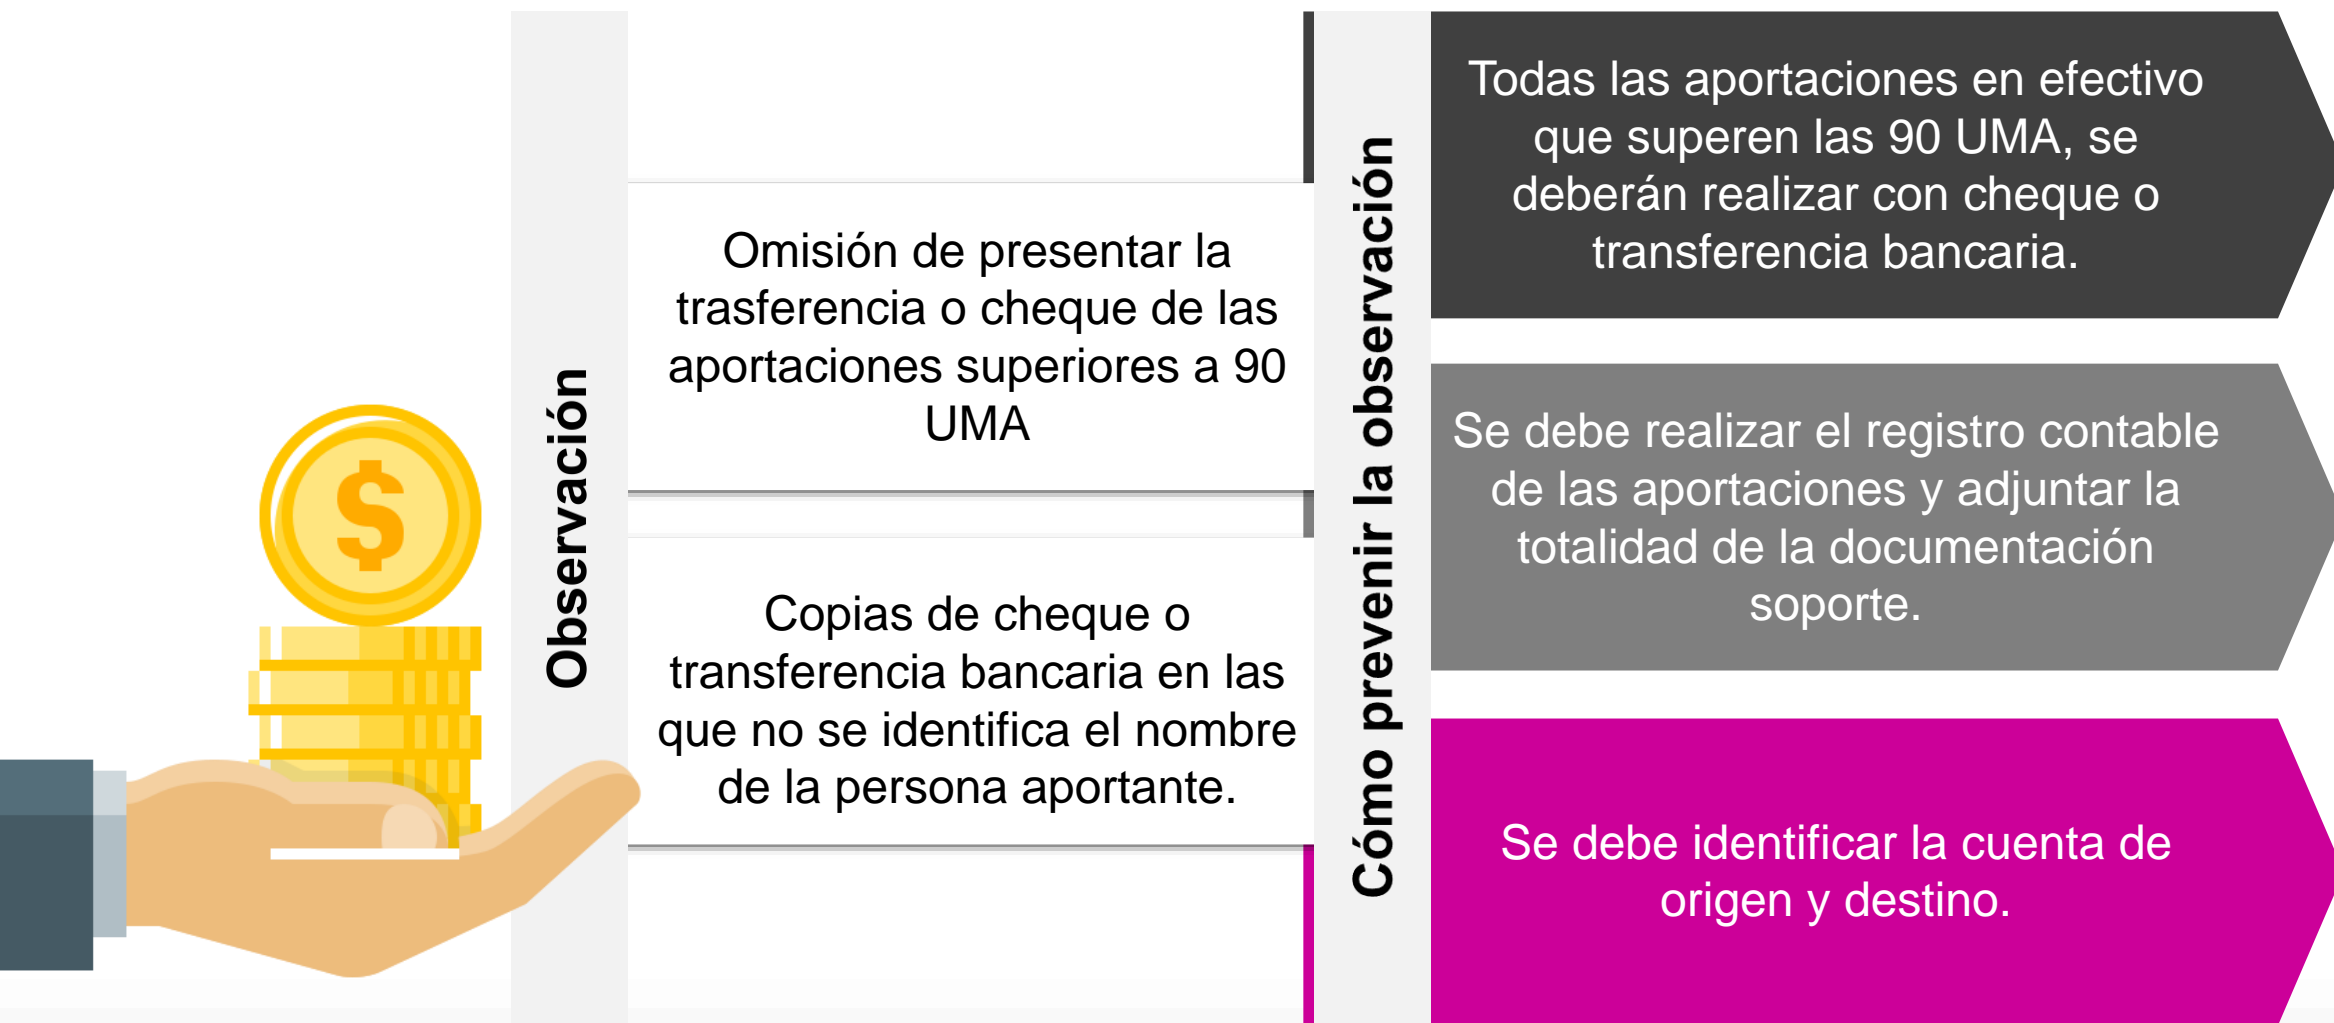 Observación
Omisión de presentar la
trasferencia o cheque de las
aportaciones superiores a 90
UMA
Copias de cheque o
transferencia bancaria en las
que no se identifica el nombre
de la persona aportante.
Cómo prevenir la observación
Todas las aportaciones en efectivo
que superen las 90 UMA, se
deberán realizar con cheque o
transferencia bancaria.
Se debe realizar el registro contable
de las aportaciones y adjuntar la
totalidad de la documentación
soporte.
Se debe identificar la cuenta de
origen y destino.
$